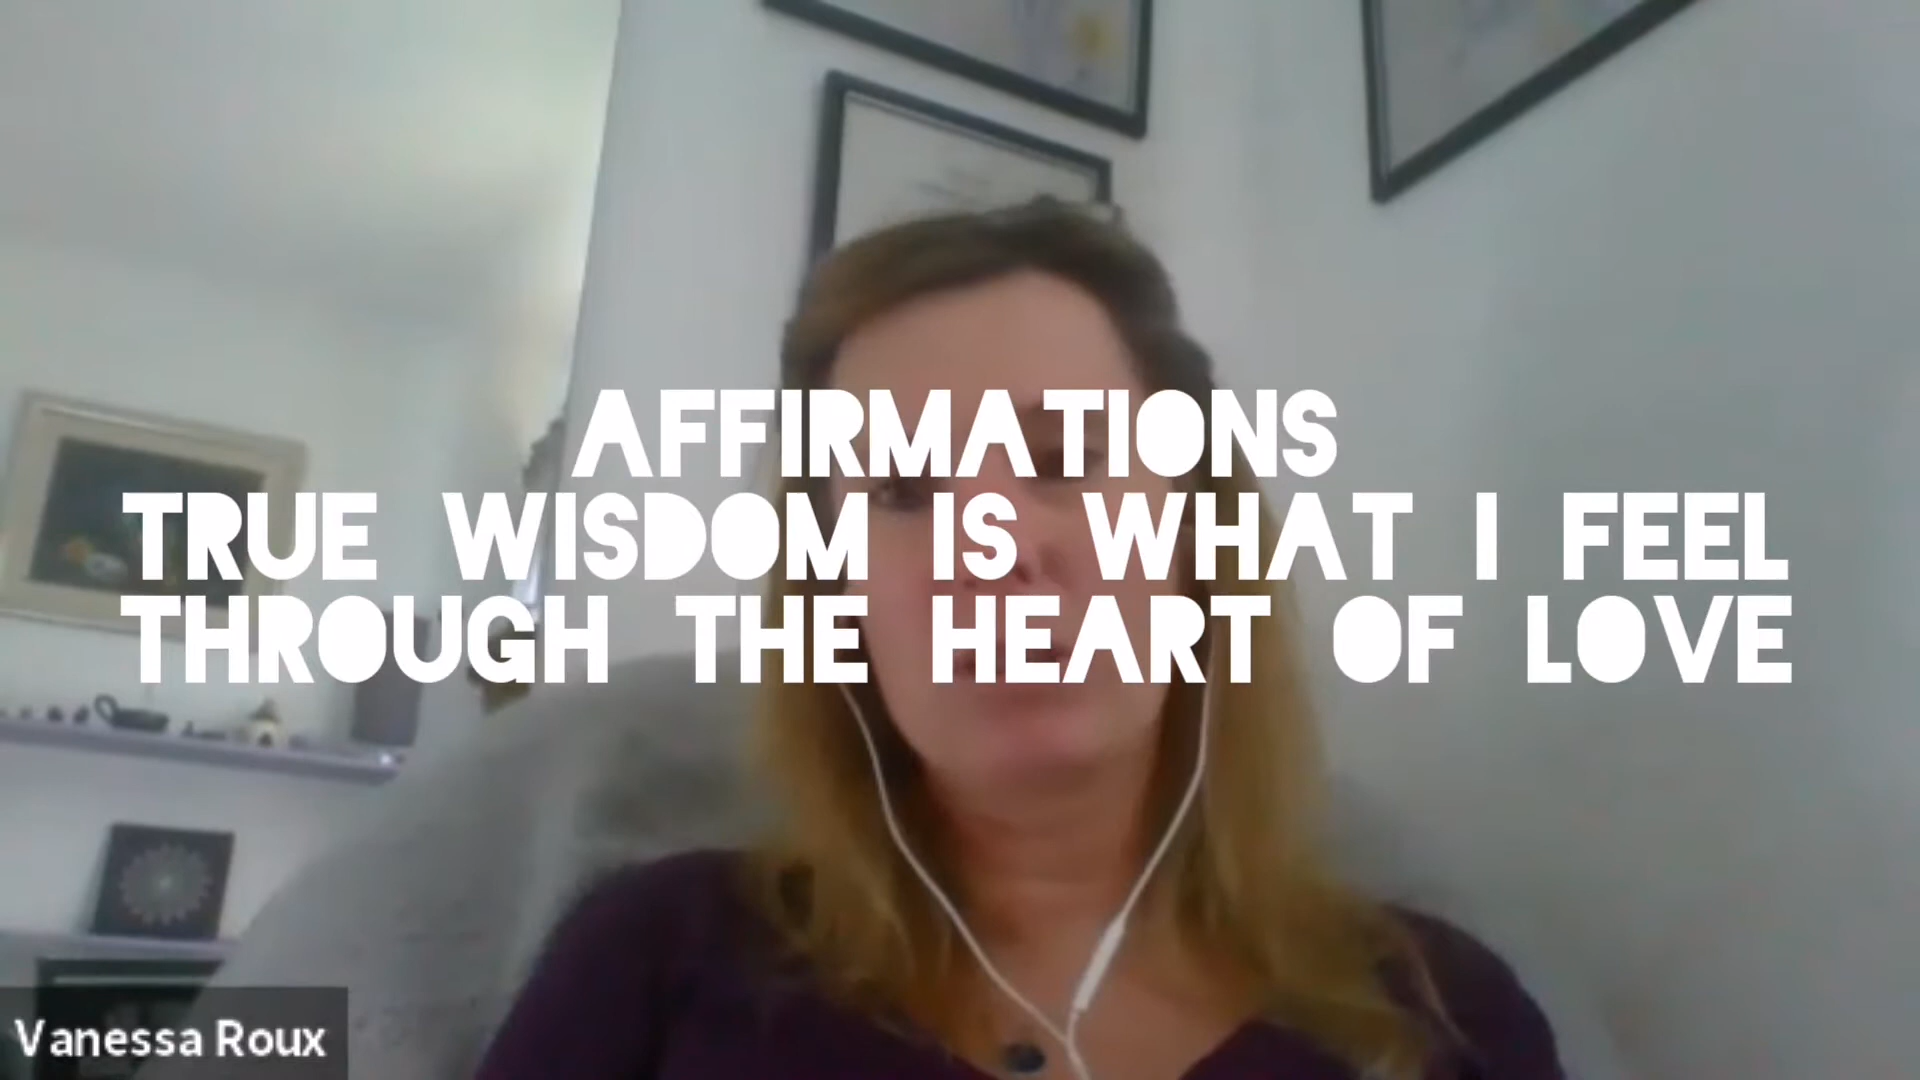 AFFIRMATIONS
TRUE WISDOM IS WHAT I FEEL
THROUGH THE HEART OF LOVE
Vanessa Roux